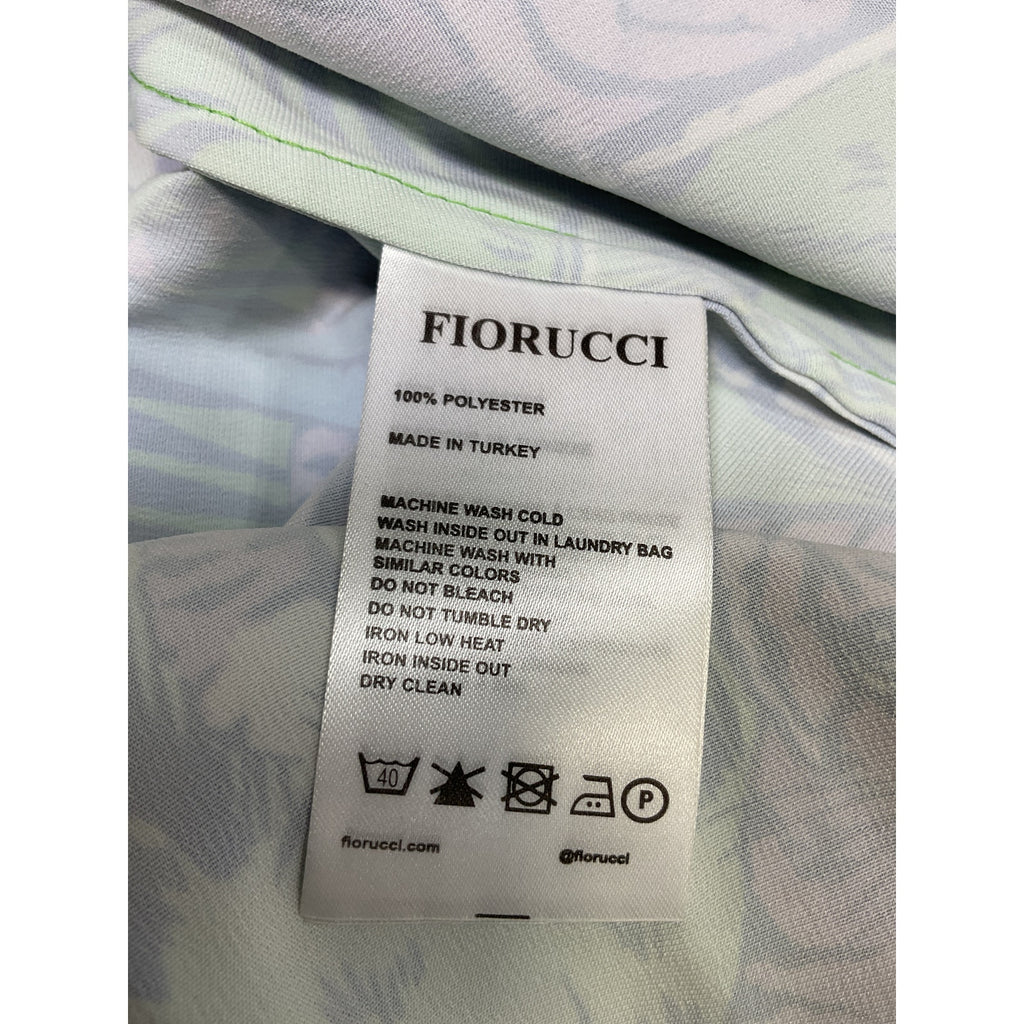 FIORUCCI
100% POLYESTER
MADE IN TURKEY
MACHINE WASH COLD
WASH INSIDE OUT IN LAUNDRY BAG
MACHINE WASH WITH
SIMILAR COLORS
DO NOT BLEACH
DO NOT TUMBLE DRY
IRON LOW HEAT
IRON INSIDE OUT
DRY CLEAN
40 P
fiorucci.com @fiorucci